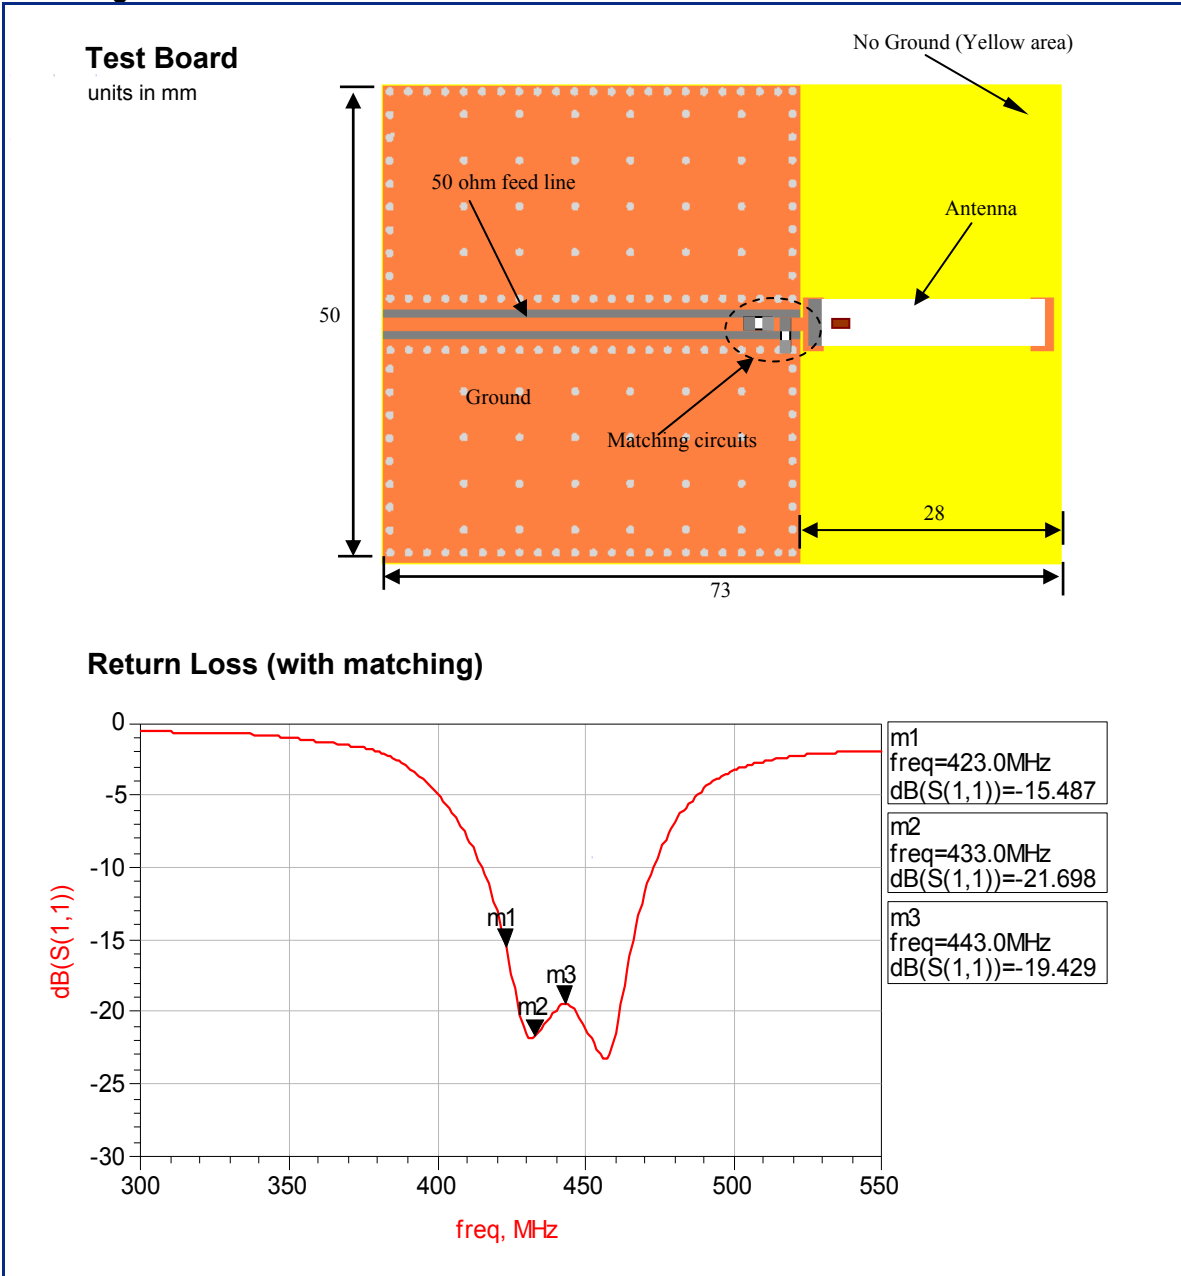 Test Board
units in mm
No Ground (Yellow area)
50 ohm feed line
Antenna
50
Ground
Matching circuits
28
73
Return Loss (with matching)
0
-5
-10
-15
-20
-25
-30
dB(S(1,1))
m1
m2
m3
300
350
400
450
500
550
freq, MHz
m1
freq=423.0MHz
dB(S(1,1))=-15.487
m2
freq=433.0MHz
dB(S(1,1))=-21.698
m3
freq=443.0MHz
dB(S(1,1))=-19.429